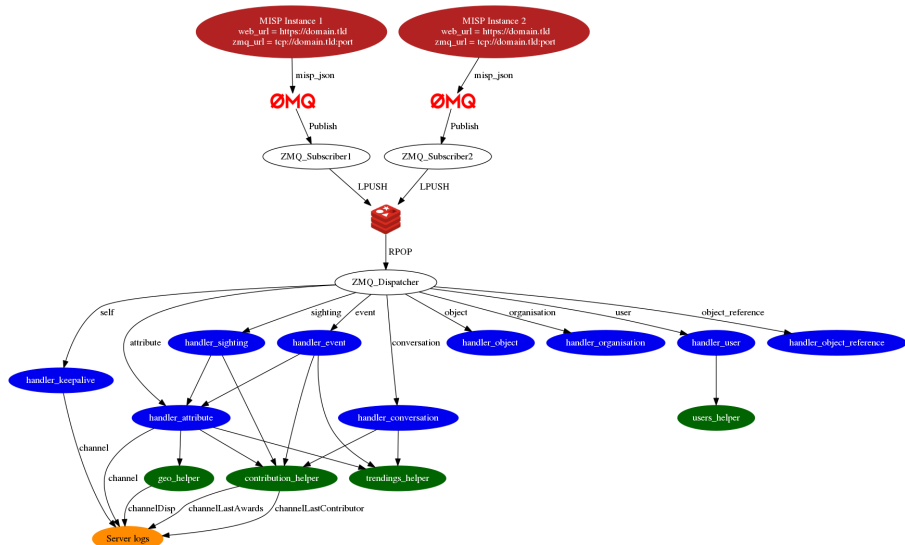 MISP Instance 1
web_url = https://domain.tld
zmq_url = tcp://domain.tld:port
MISP Instance 2
web_url = https://domain.tld
zmq_url = tcp://domain.tld:port
misp_json
misp_json
ØMQ
ØMQ
Publish
Publish
ZMQ_Subscriber1
ZMQ_Subscriber2
LPUSH
LPUSH
RPOP
ZMQ_Dispatcher
self
attribute
sighting
event
conversation
object
organisation
user
object_reference
handler_sighting
handler_event
handler_object
handler_organisation
handler_user
handler_object_reference
handler_keepalive
handler_attribute
handler_conversation
users_helper
channel
channel
geo_helper
contribution_helper
trendings_helper
channelDisp
channelLastAwards
channelLastContributor
Server logs